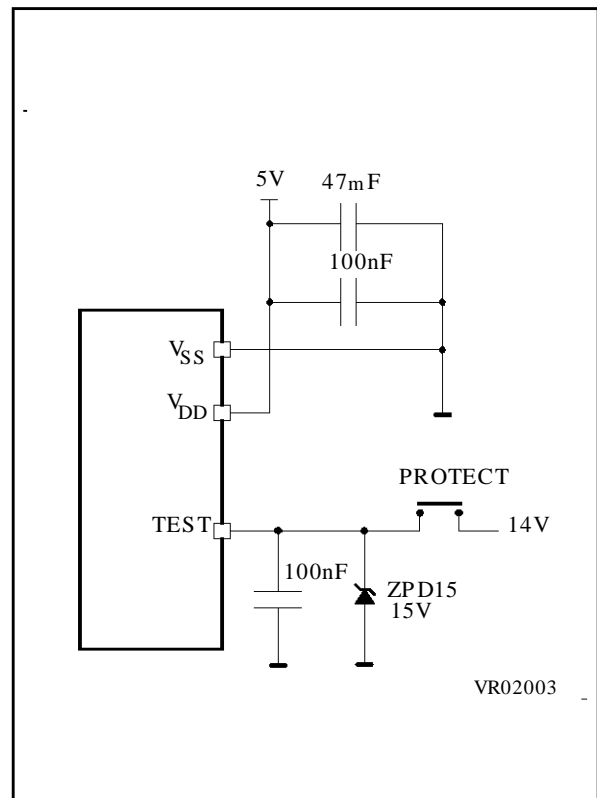 5V 47mF
100nF
VSS
VDD
PROTECT
TEST 14V
100nF ZPD15
15V
VR02003